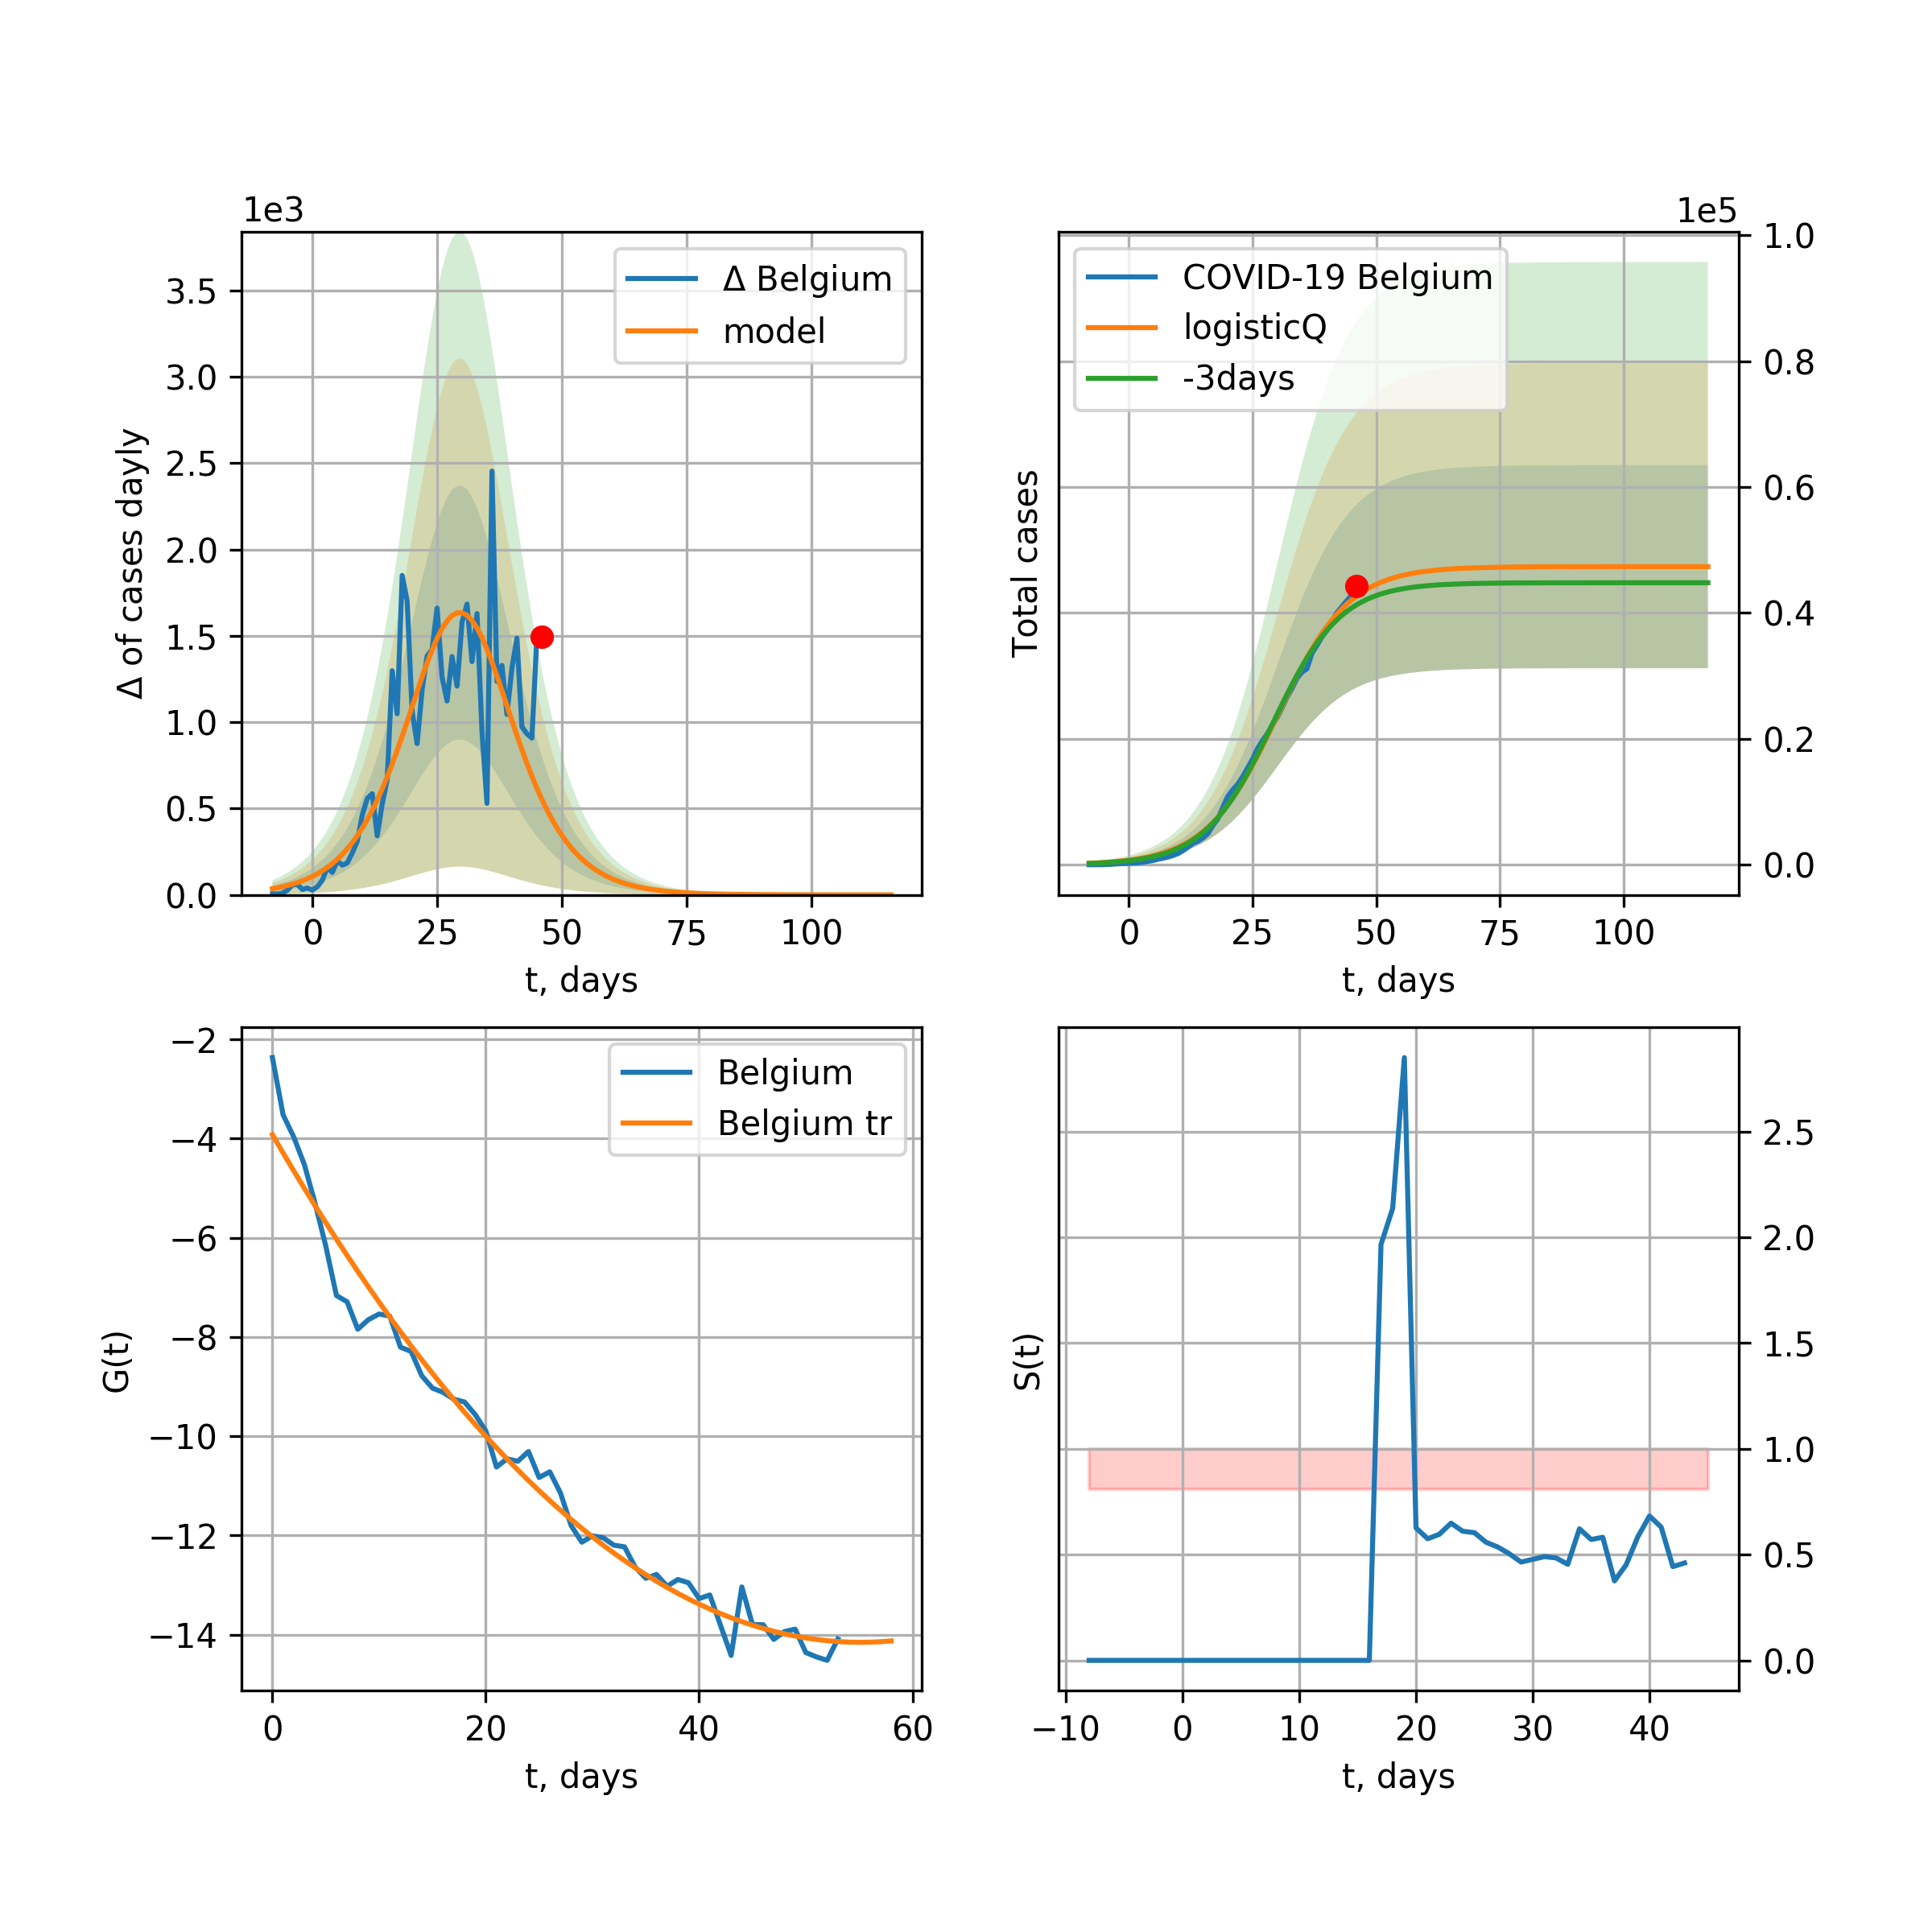 1e3
Δ of cases dayly
3.5
3.0
2.5
2.0
1.5
1.0
0.5
0.0
0 25 50 75 100
t, days
Δ Belgium
model
1e5
Total cases
1.0
0.8
0.6
0.4
0.2
0.0
0 25 50 75 100
t, days
COVID-19 Belgium
logisticQ
-3days
G(t)
−2
−4
−6
−8
−10
−12
−14
0 20 40 60
t, days
Belgium
Belgium tr
S(t)
2.5
2.0
1.5
1.0
0.5
0.0
−10 0 10 20 30 40
t, days